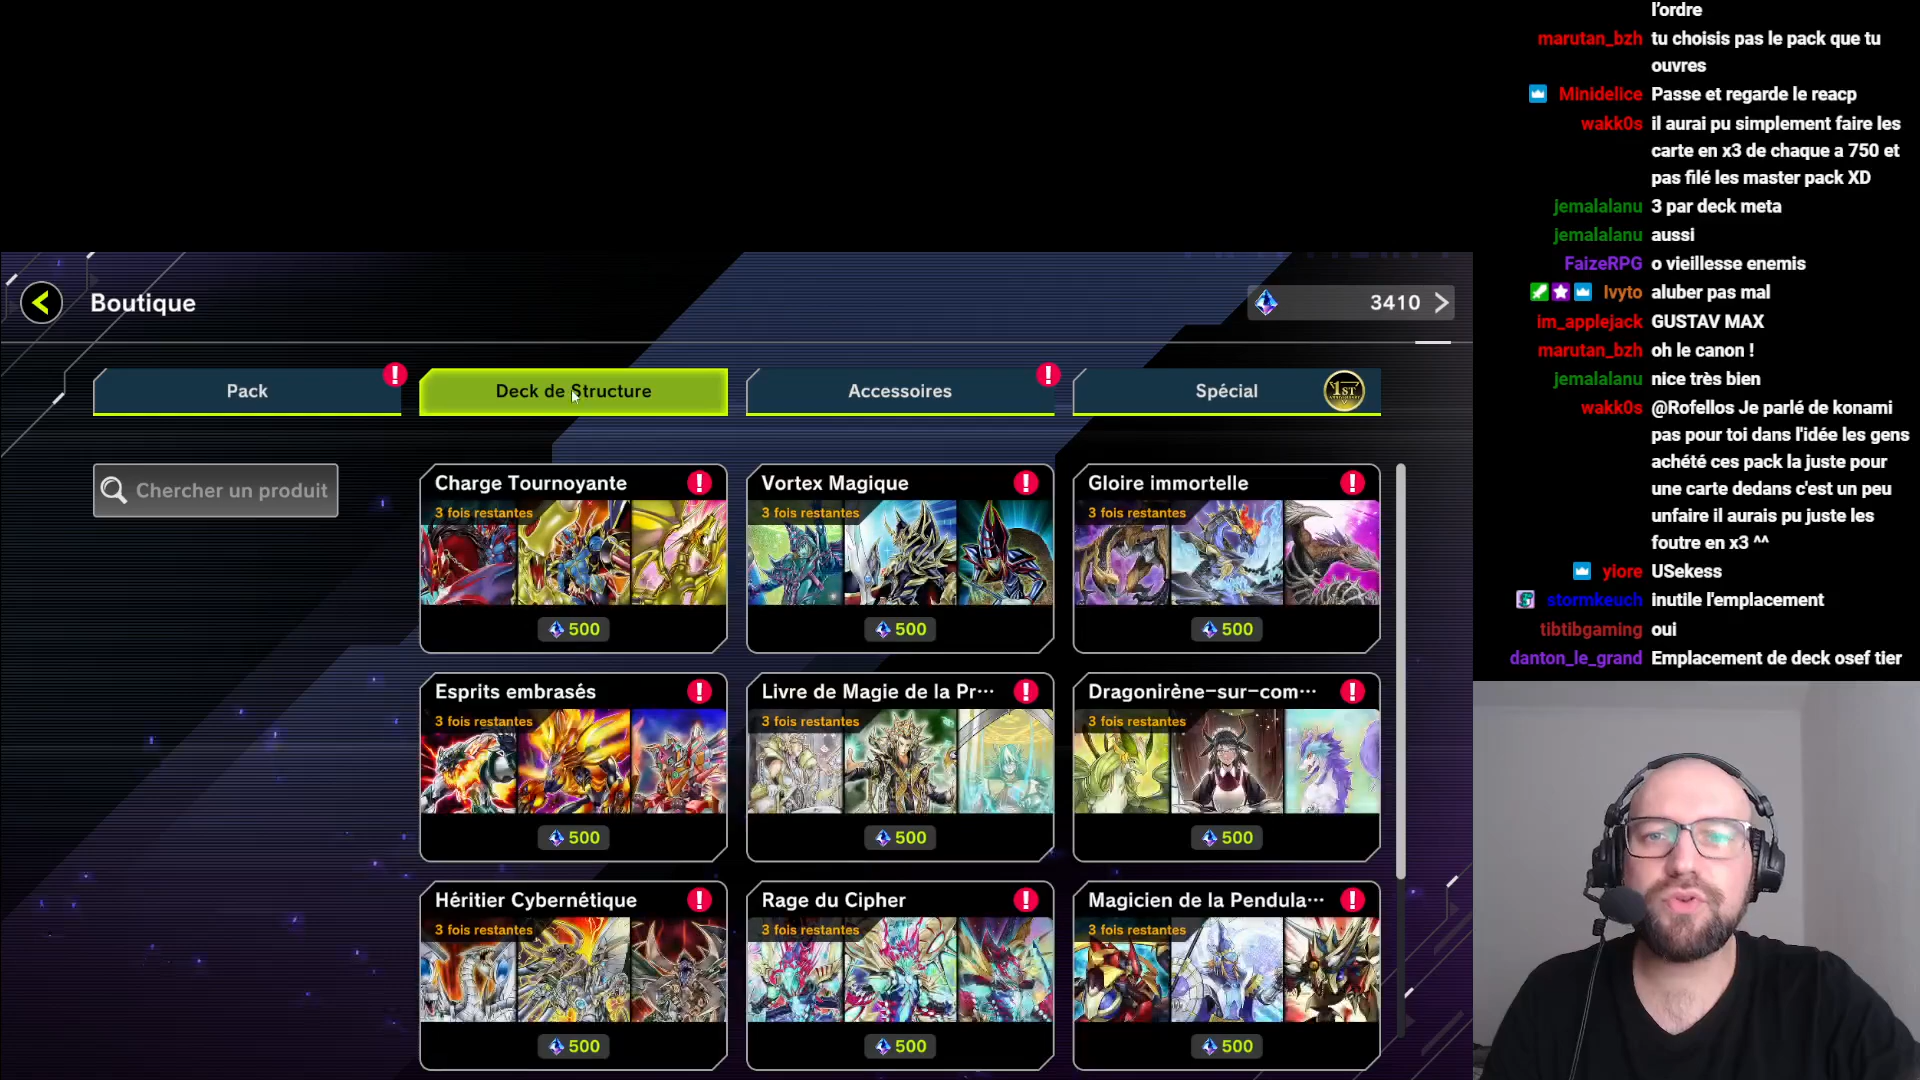 l'ordre
marutan_bzh tu choisis pas le pack que tu
ouvres
Minidelice Passe et regarde le reacp
wakk0s il aurai pu simplement faire les
carte en x3 de chaque a 750 et
pas filé les master pack XD
jemalalanu 3 par deck meta
jemalalanu aussi
FaizeRPG o vieillesse enemis
Ivyto aluber pas mal
im_applejack GUSTAV MAX
marutan_bzh oh le canon !
jemalalanu nice très bien
wakk0s @Rofellos Je parlé de konami
pas pour toi dans l'idée les gens
achété ces pack la juste pour
une carte dedans c'est un peu
unfaire il aurais pu juste les
foutre en x3 ^^
yiore USekess
stormkeuch inutile l'emplacement
tibtibgaming oui
danton_le_grand Emplacement de deck osef tier
Boutique
3410
Pack
Deck de Structure
Accessoires
Spécial
1ST
Chercher un produit
Charge Tournoyante
3 fois restantes
500
Vortex Magique
3 fois restantes
500
Gloire immortelle
3 fois restantes
500
Esprits embrasés
3 fois restantes
500
Livre de Magie de la Pr···
3 fois restantes
500
Dragonirène-sur-com···
3 fois restantes
500
Héritier Cybernétique
3 fois restantes
500
Rage du Cipher
3 fois restantes
500
Magicien de la Pendula···
3 fois restantes
500